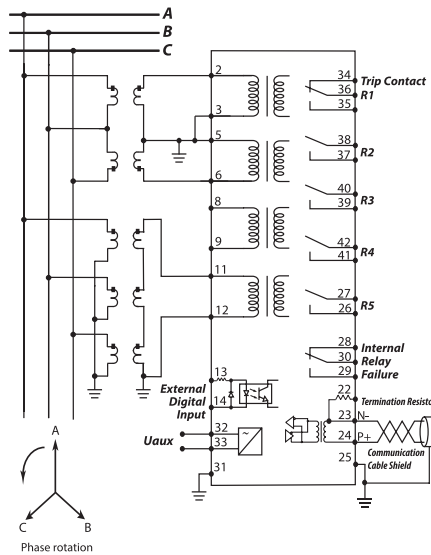 A
B
C
2
34
Trip Contact
36
R1
3
35
5
38
R2
37
6
40
R3
8
39
9
42
R4
41
11
27
R5
12
26
28
Internal
30
Relay
13
29
Failure
External
22
Digital
14
Termination Resisto
Input
23
N-
32
Uaux
33
24
P+
~
25
Communication
Cable Shield
31
A
C
B
Phase rotation